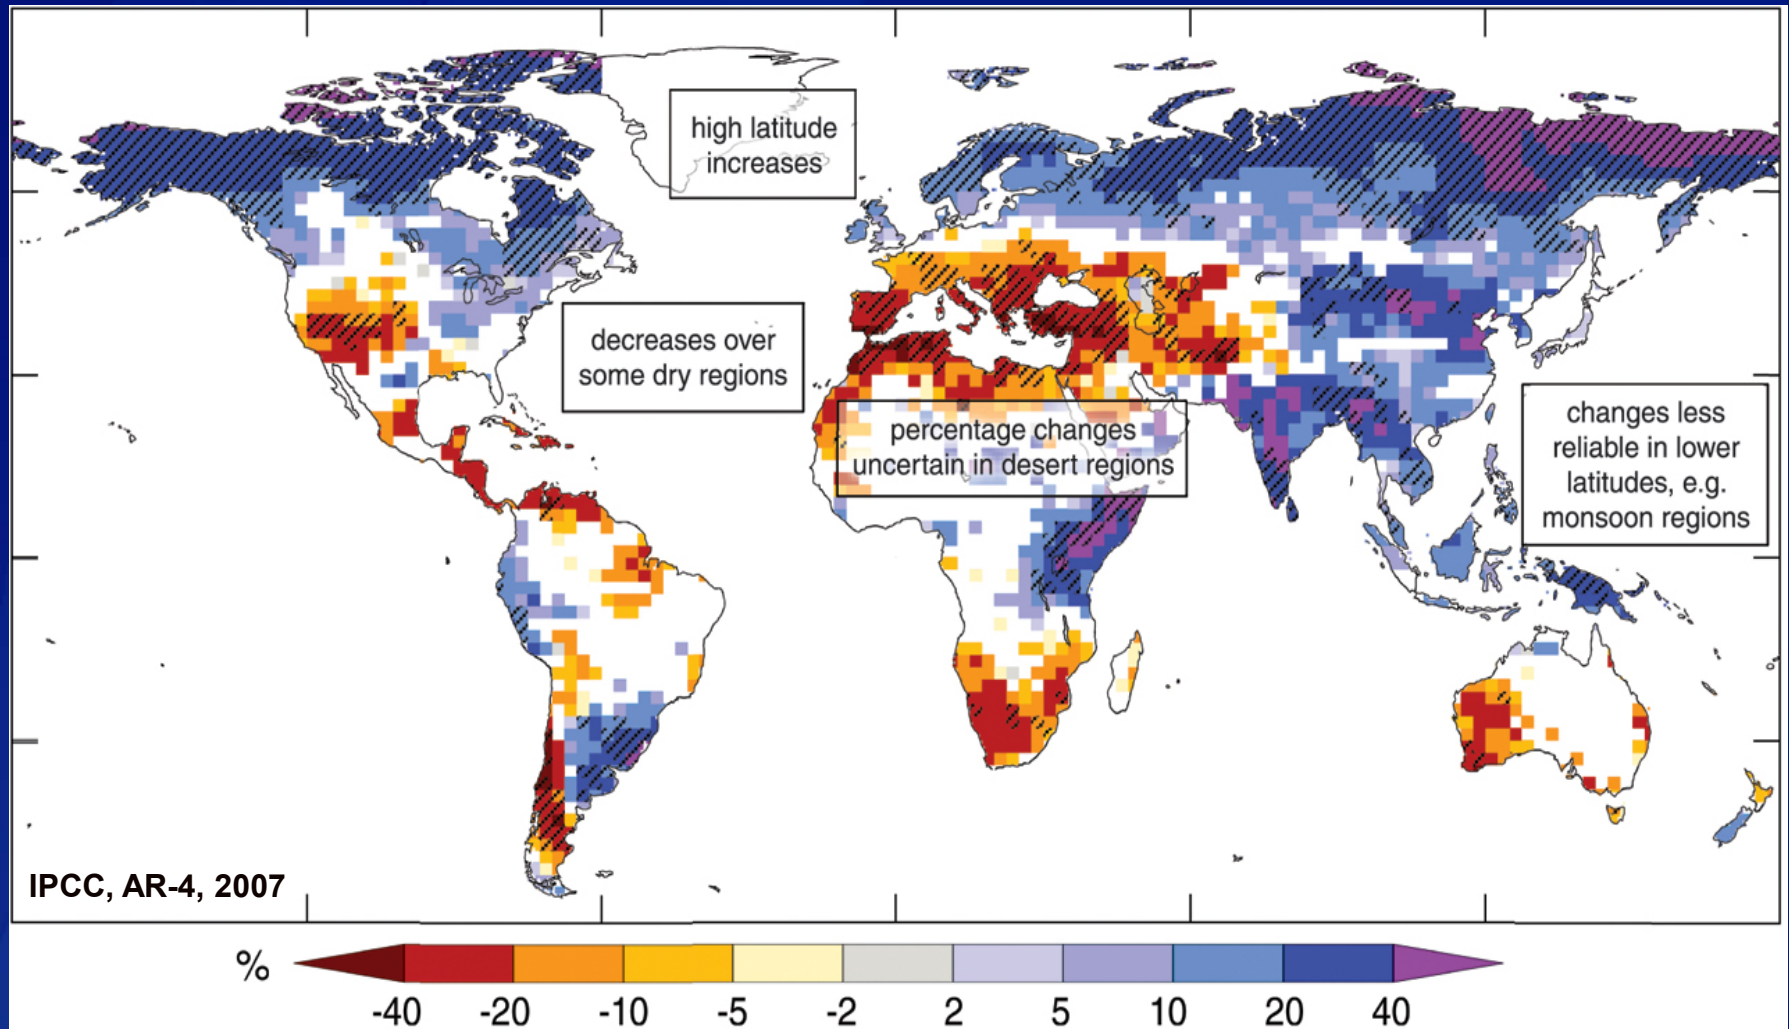 high latitude
increases
decreases over
some dry regions
percentage changes
uncertain in desert regions
changes less
reliable in lower
latitudes, e.g.
monsoon regions
IPCC, AR-4, 2007
%
-40 -20 -10 -5 -2 2 5 10 20 40